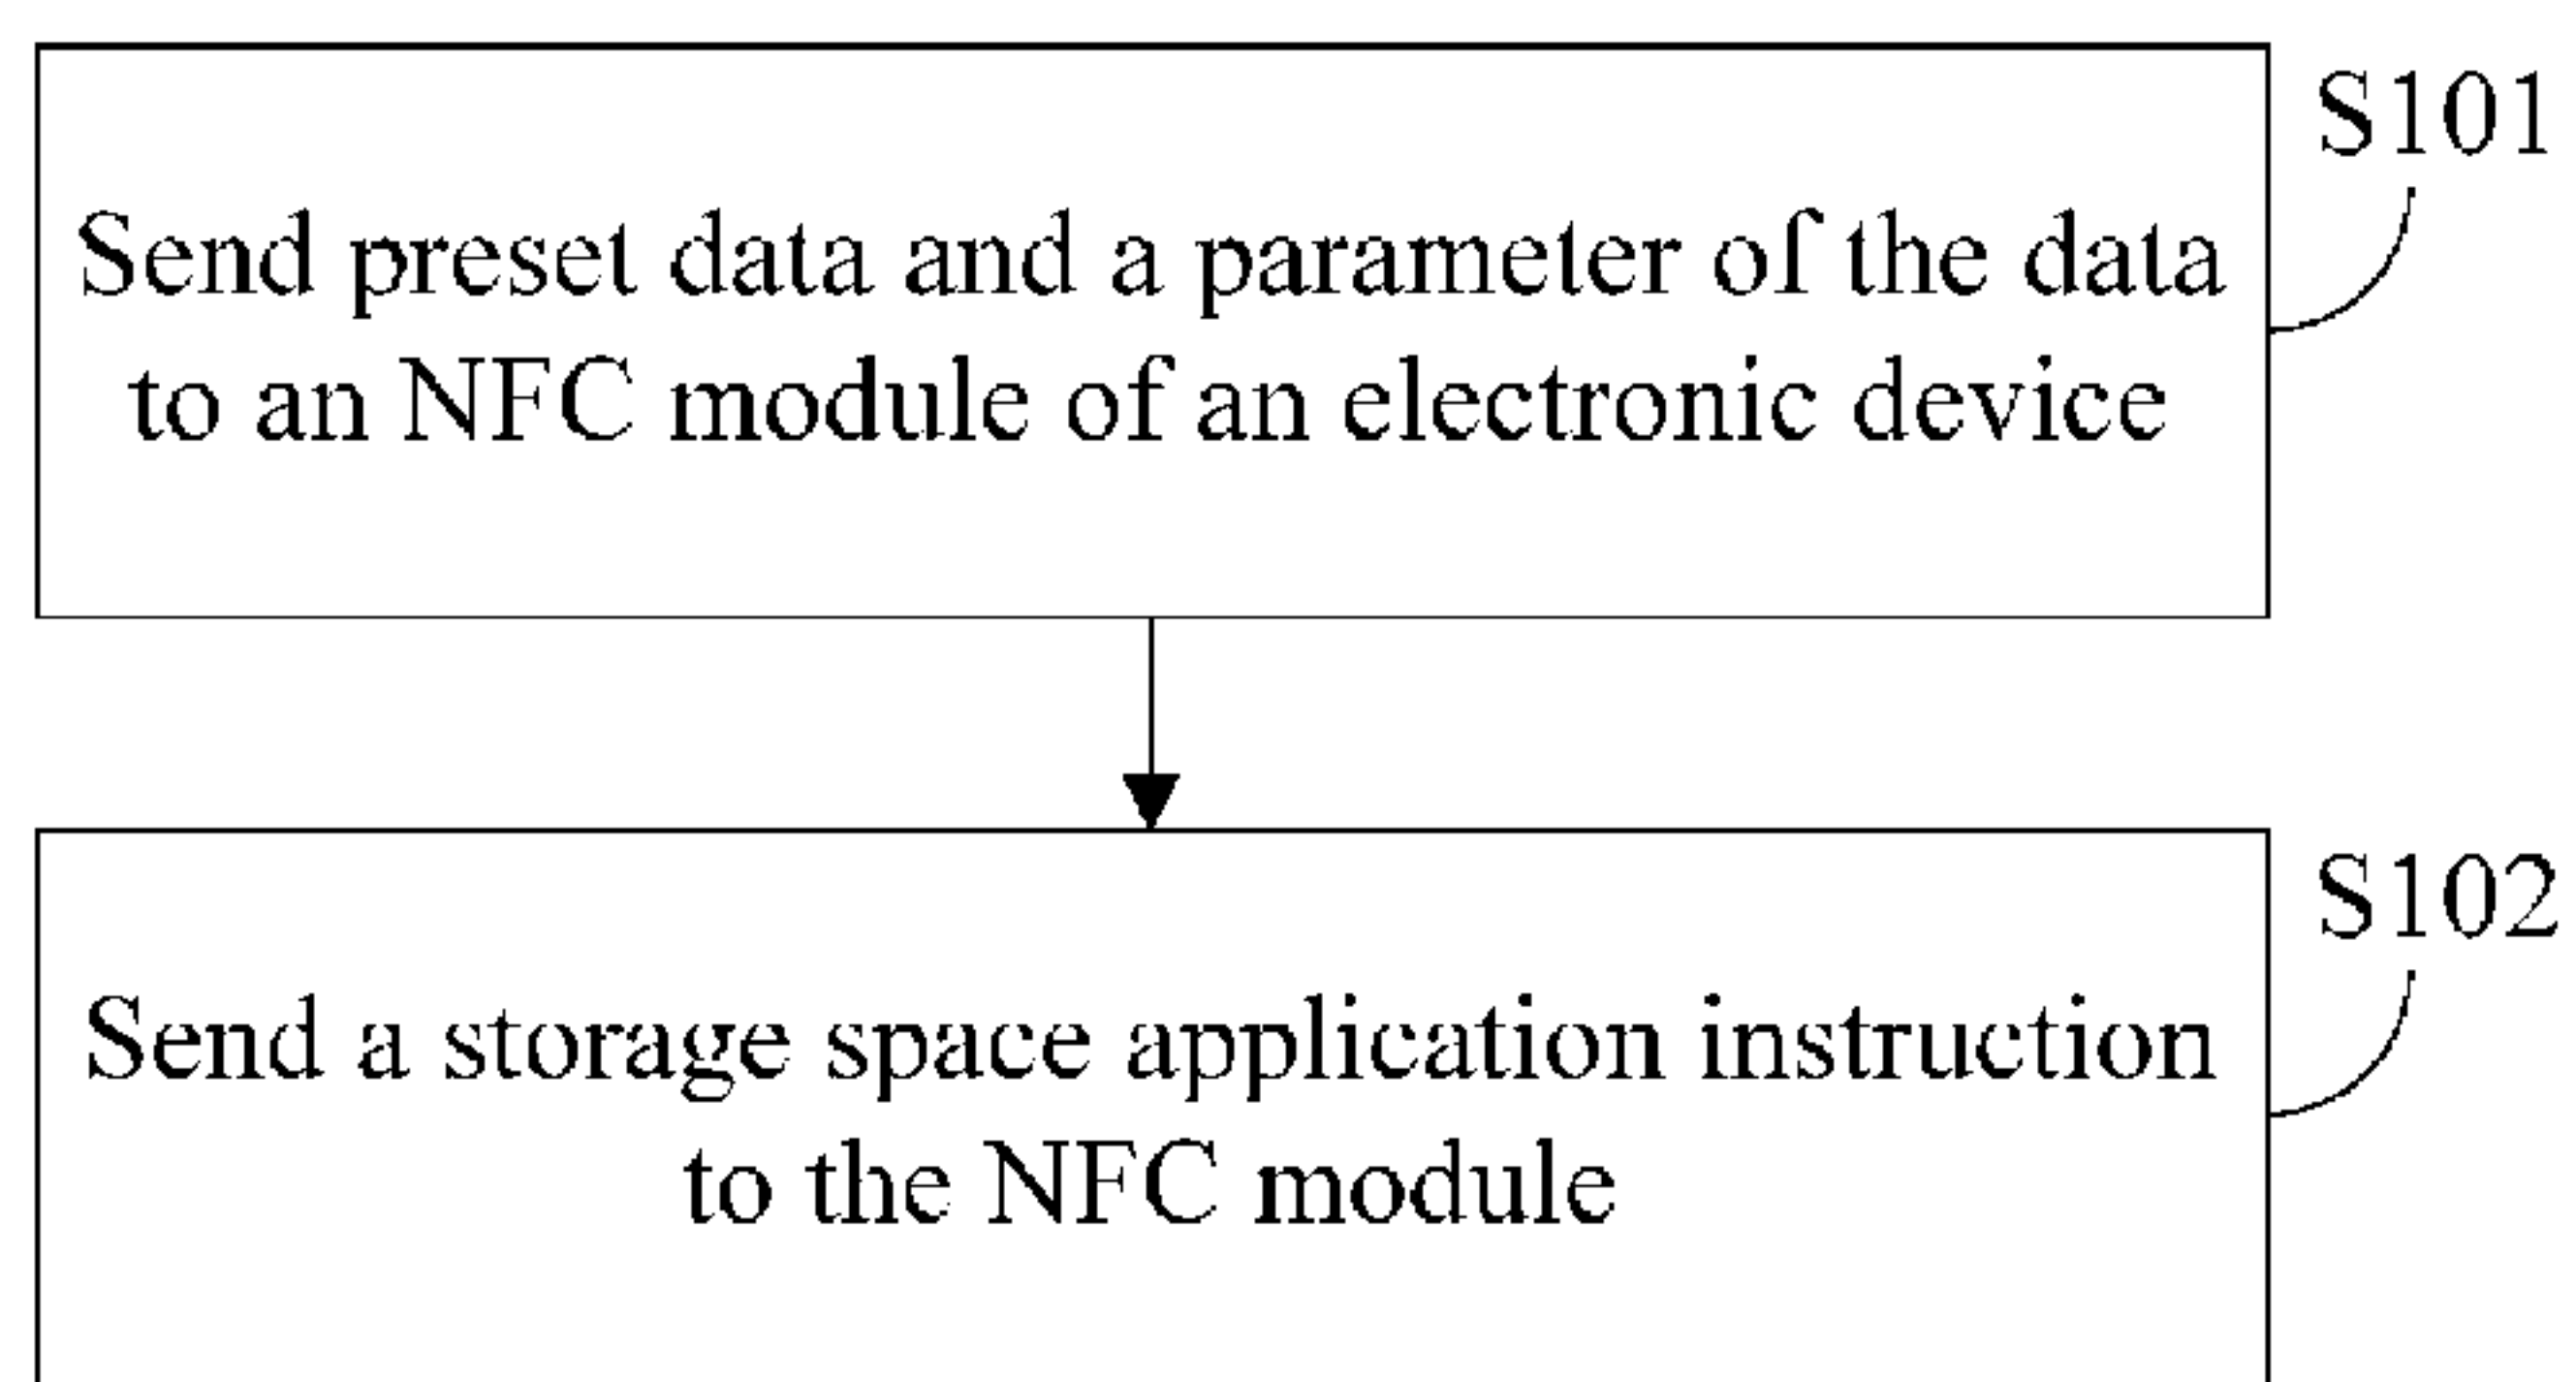 S101
Send preset data and a parameter of the data
to an NFC module of an electronic device
S102
Send a storage space application instruction
to the NFC module